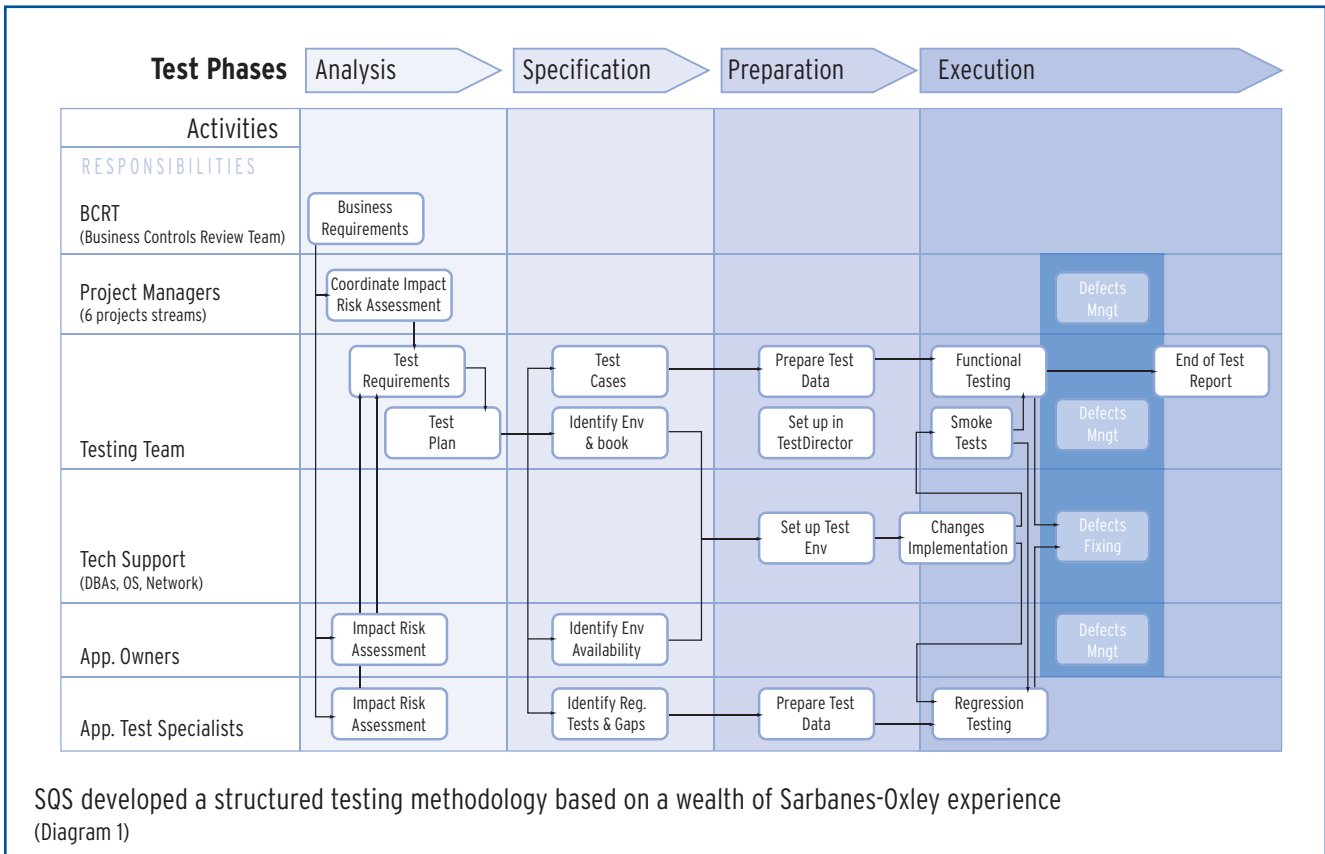 Test Phases
Analysis
Specification
Preparation
Execution
Activities
RESPONSIBILITIES
BCRT
(Business Controls Review Team)
Business
Requirements
Project Managers
(6 projects streams)
Coordinate Impact
Risk Assessment
Defects
Mngt
Testing Team
Test
Requirements
Test
Cases
Prepare Test
Data
Functional
Testing
End of Test
Report
Test
Plan
Identify Env
& book
Set up in
TestDirector
Smoke
Tests
Defects
Mngt
Tech Support
(DBAs, OS, Network)
Set up Test
Env
Changes
Implementation
Defects
Fixing
App. Owners
Impact Risk
Assessment
Identify Env
Availability
Defects
Mngt
App. Test Specialists
Impact Risk
Assessment
Identify Reg.
Tests & Gaps
Prepare Test
Data
Regression
Testing
SQS developed a structured testing methodology based on a wealth of Sarbanes-Oxley experience
(Diagram 1)